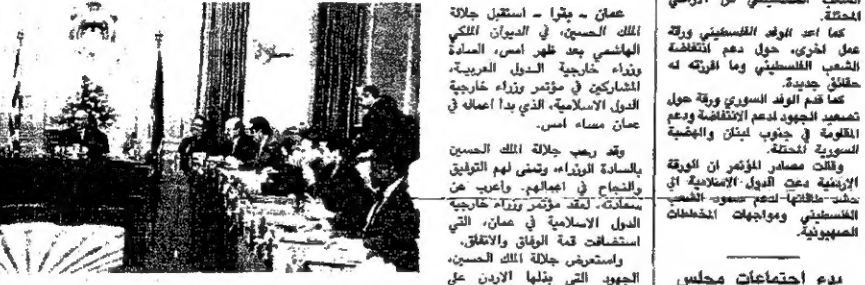 عمان ـ بترا ـ استقبل جلالة
الملك الحسين، في الديوان الملكي
الهاشمي بعد ظهر امس، السادة
وزراء خارجية الدول العربية،
المشاركين في مؤتمر وزراء خارجية
الدول الاسلامية، الذي بدأ اعماله في
عمان مساء امس.
وقد رحب جلالة الملك الحسين
بالسادة الوزراء، وتمنى لهم التوفيق
والنجاح في اعمالهم. وأعرب عن
سعادته، لعقد مؤتمر وزراء خارجية
الدول الاسلامية في عمان، التي
استضافت قمة الوفاق والاتفاق.
واستعرض جلالة الملك الحسين،
الجهود التي بذلها الاردن على
المحتلة.
كما اعد الوفد الفلسطيني ورقة
عمل اخرى، حول دعم انتفاضة
الشعب الفلسطيني وما افرزته له
حقائق جديدة.
كما قدم الوفد السوري ورقة حول
تصعيد الجهود لدعم الانتفاضة ودعم
المقاومة في جنوب لبنان والهضبة
السورية المحتلة.
وقالت مصادر المؤتمر ان الورقة
الاردنية دعت الدول الاسلامية الى
حشد طاقاتها لدعم صمود الشعب
الفلسطيني ومواجهات المخططات
الصهيونية.
بدء اجتماعات مجلس